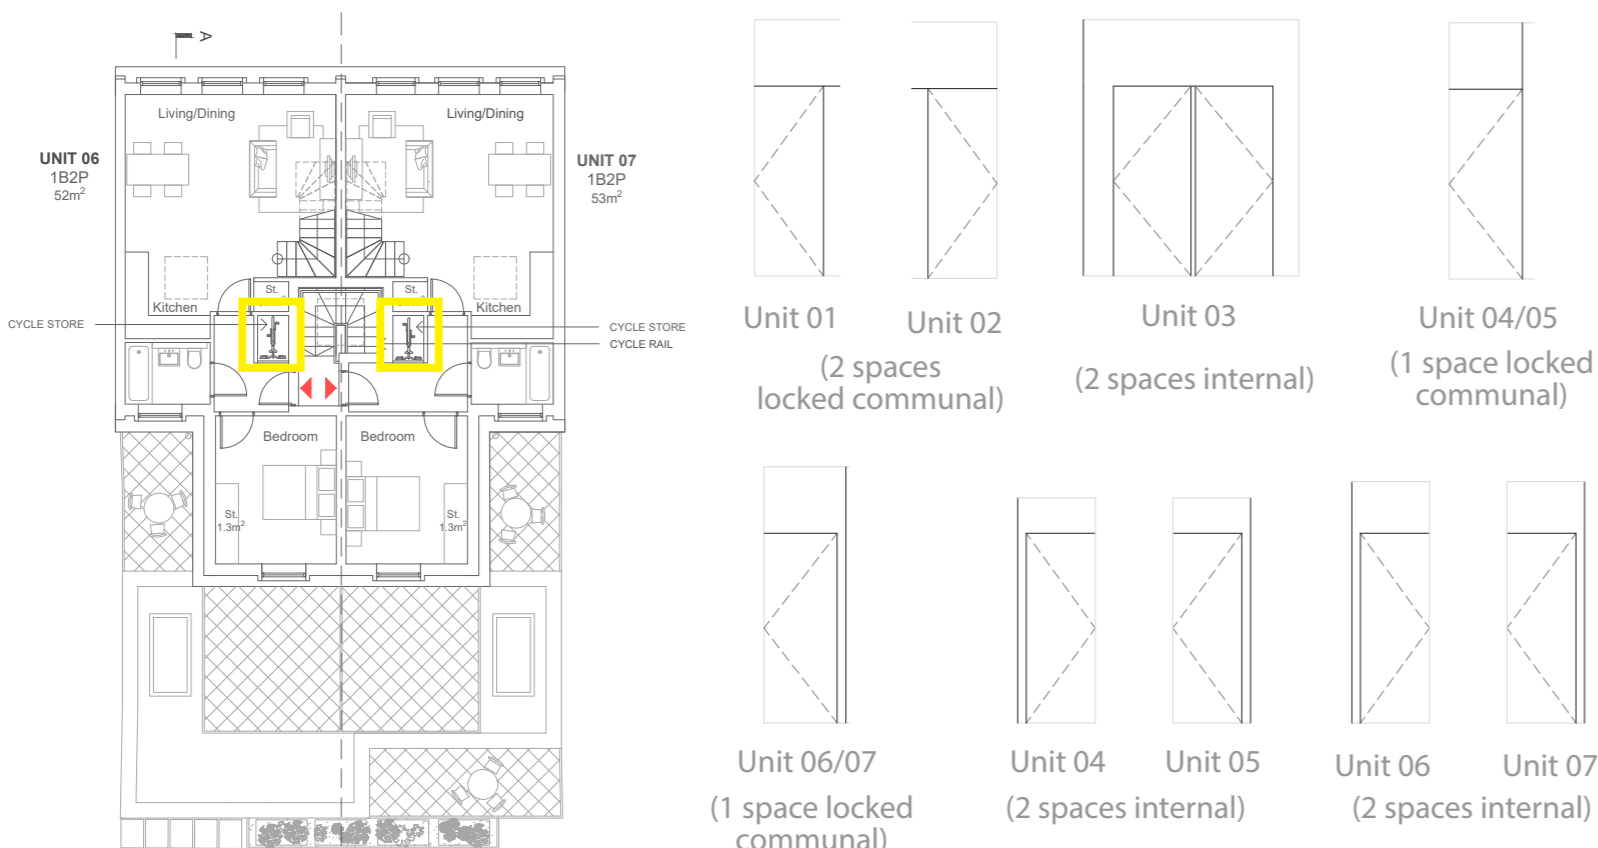 A
Living/Dining
Living/Dining
UNIT 06
1B2P
52m²
UNIT 07
1B2P
53m²
St.
St.
Kitchen
Kitchen
CYCLE STORE
CYCLE STORE
CYCLE RAIL
Bedroom
Bedroom
St.
1.3m²
St.
1.3m²
Unit 01
Unit 02
(2 spaces
locked communal)
Unit 03
(2 spaces internal)
Unit 04/05
(1 space locked
communal)
Unit 06/07
(1 space locked
communal)
Unit 04
Unit 05
(2 spaces internal)
Unit 06
Unit 07
(2 spaces internal)